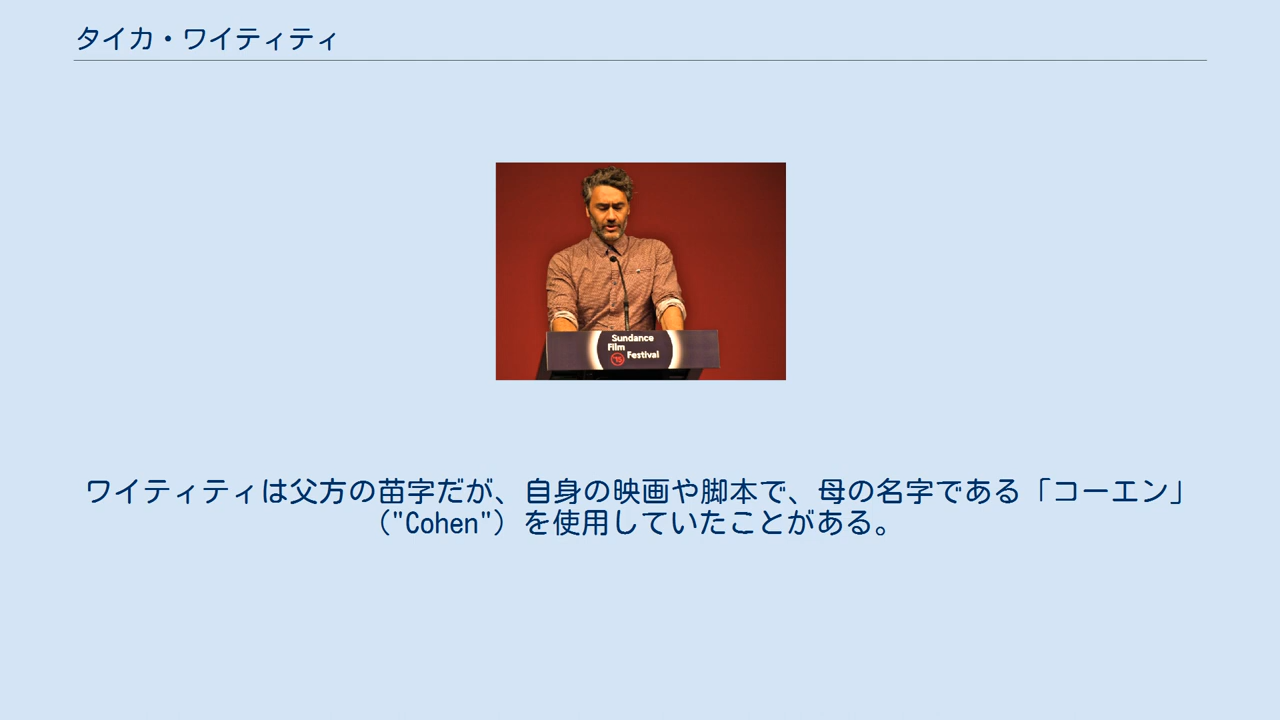 タイカ・ワイティティ
Sundance
Film
'15 Festival
ワイティティは父方の苗字だが、自身の映画や脚本で、母の名字である「コーエン」
（"Cohen"）を使用していたことがある。